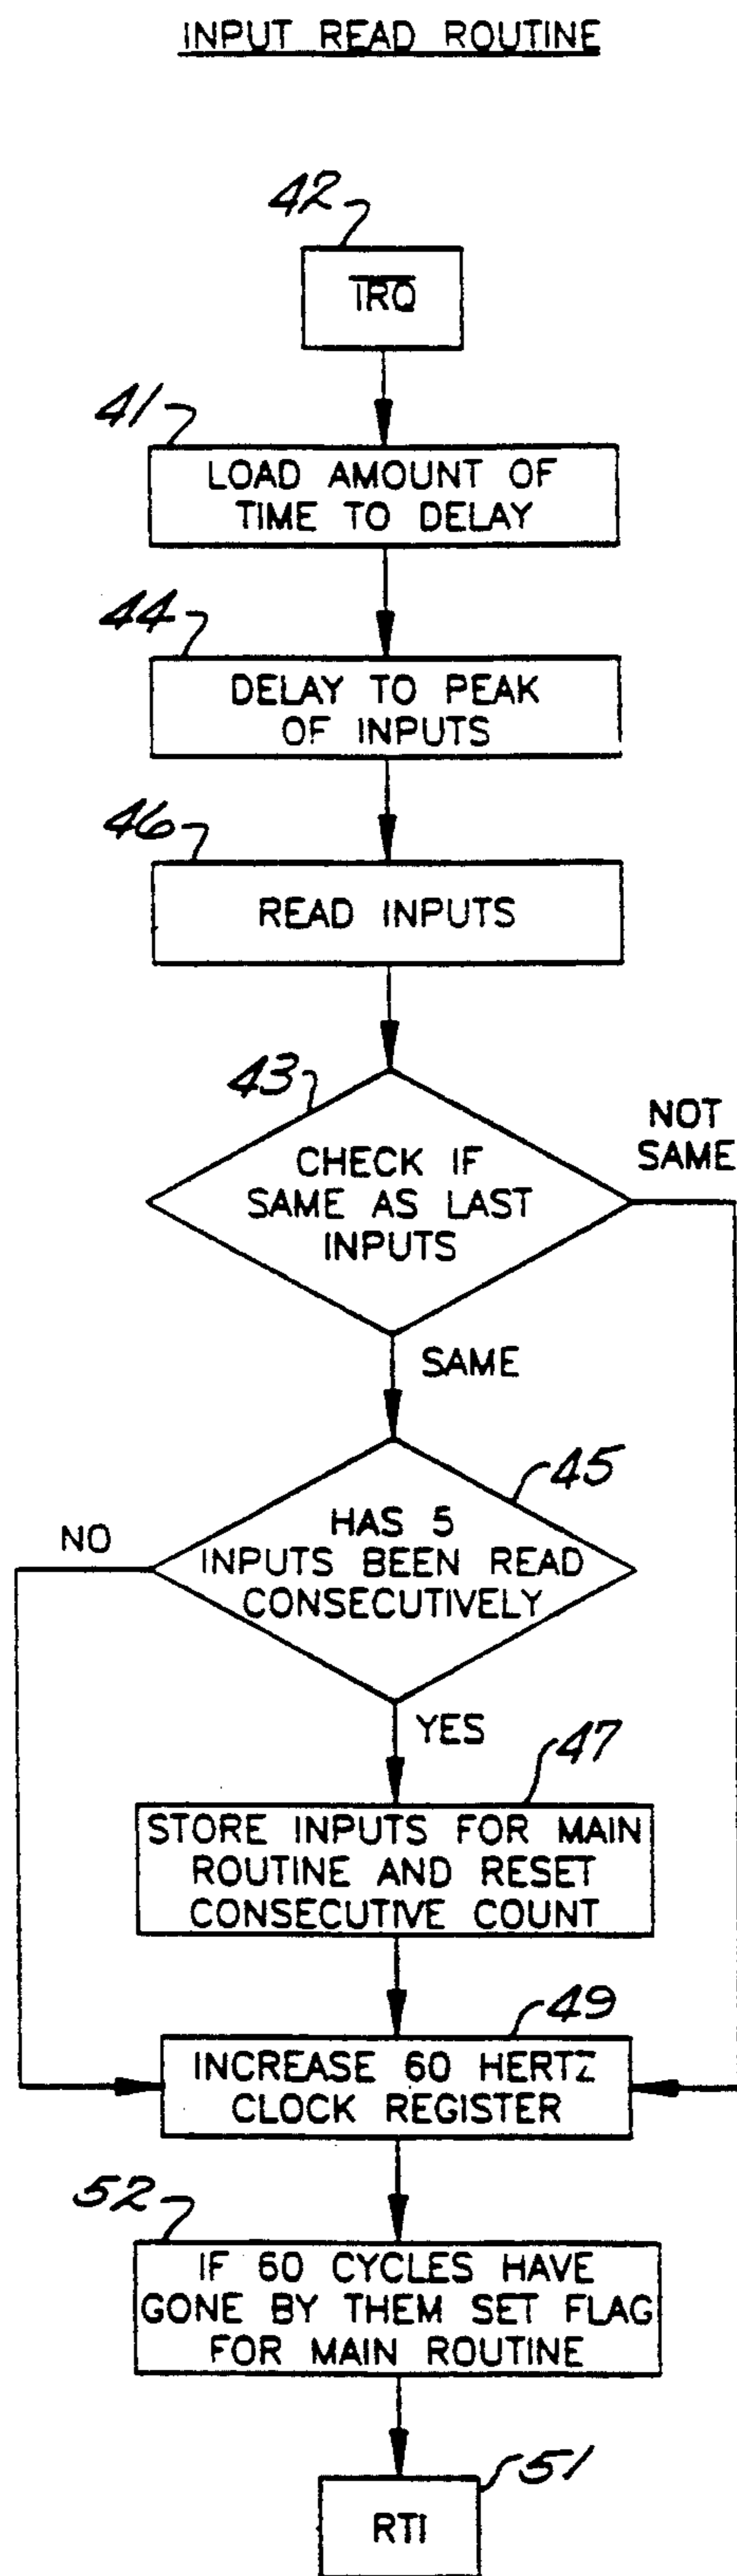 INPUT READ ROUTINE
42
IRQ
41
LOAD AMOUNT OF
TIME TO DELAY
44
DELAY TO PEAK
OF INPUTS
46
READ INPUTS
43
CHECK IF
SAME AS LAST
INPUTS
NOT
SAME
SAME
45
HAS 5
INPUTS BEEN READ
CONSECUTIVELY
NO
YES
47
STORE INPUTS FOR MAIN
ROUTINE AND RESET
CONSECUTIVE COUNT
49
INCREASE 60 HERTZ
CLOCK REGISTER
52
IF 60 CYCLES HAVE
GONE BY THEM SET FLAG
FOR MAIN ROUTINE
51
RTI